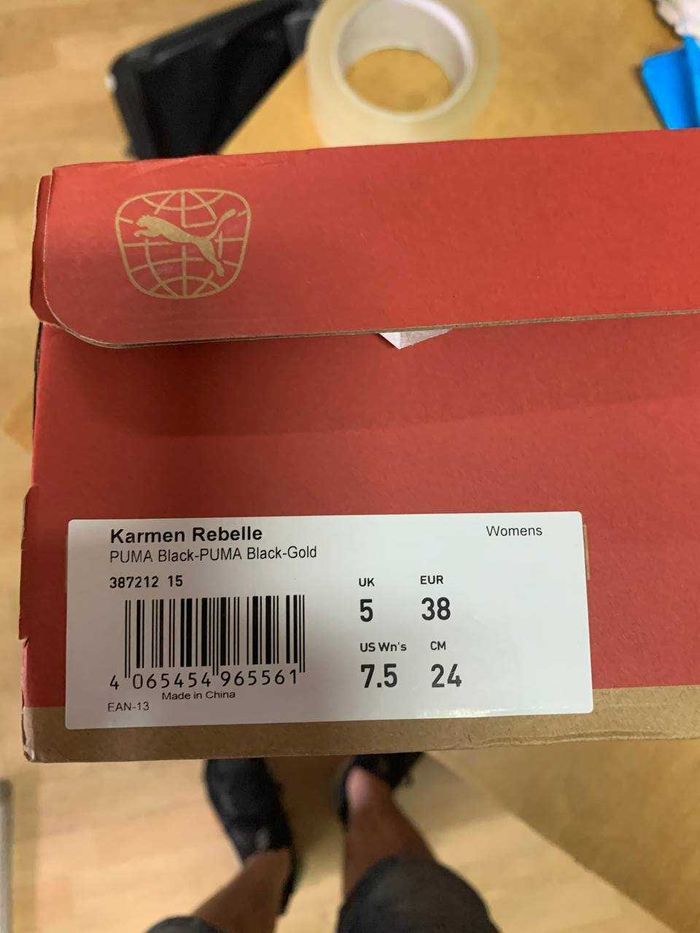 Karmen Rebelle
Womens
PUMA Black-PUMA Black-Gold
387212 15
UK EUR
5 38
US Wn's CM
7.5 24
4 065454 965561
Made in China
EAN-13